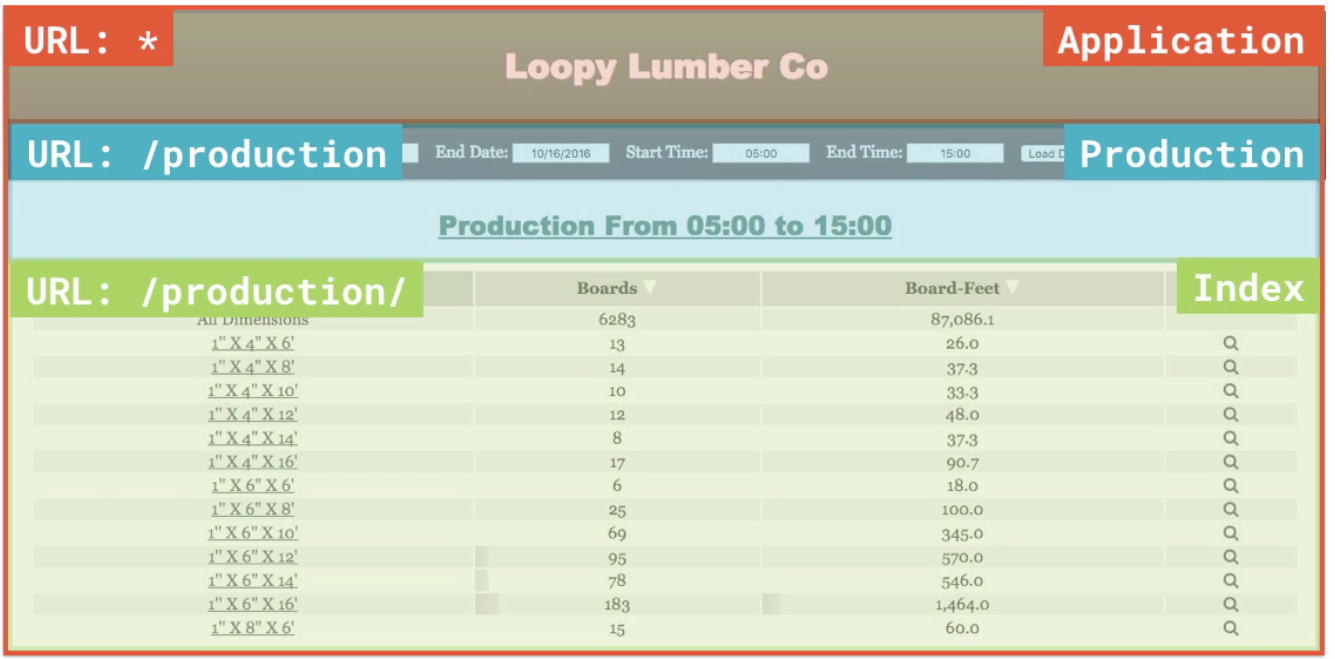 URL: * Application
Loopy Lumber Co
URL: /production End Date: 10/16/2016 Start Time: 05:00 End Time: 15:00 Load Production
Production From 05:00 to 15:00
URL: /production/ Boards Board-Feet Index
All Dimensions 6283 87,086.1
1" X 4" X 6' 13 26.0
1" X 4" X 8' 14 37.3
1" X 4" X 10' 10 33.3
1" X 4" X 12' 12 48.0
1" X 4" X 14' 8 37.3
1" X 4" X 16' 17 90.7
1" X 6" X 6' 6 18.0
1" X 6" X 8' 25 100.0
1" X 6" X 10' 69 345.0
1" X 6" X 12' 95 570.0
1" X 6" X 14' 78 546.0
1" X 6" X 16' 183 1,464.0
1" X 8" X 6' 15 60.0